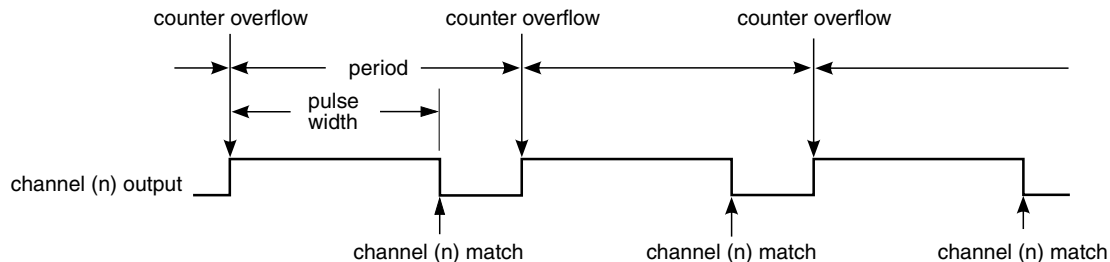 counter overflow
counter overflow
counter overflow
period
pulse
width
channel (n) output
channel (n) match
channel (n) match
channel (n) match